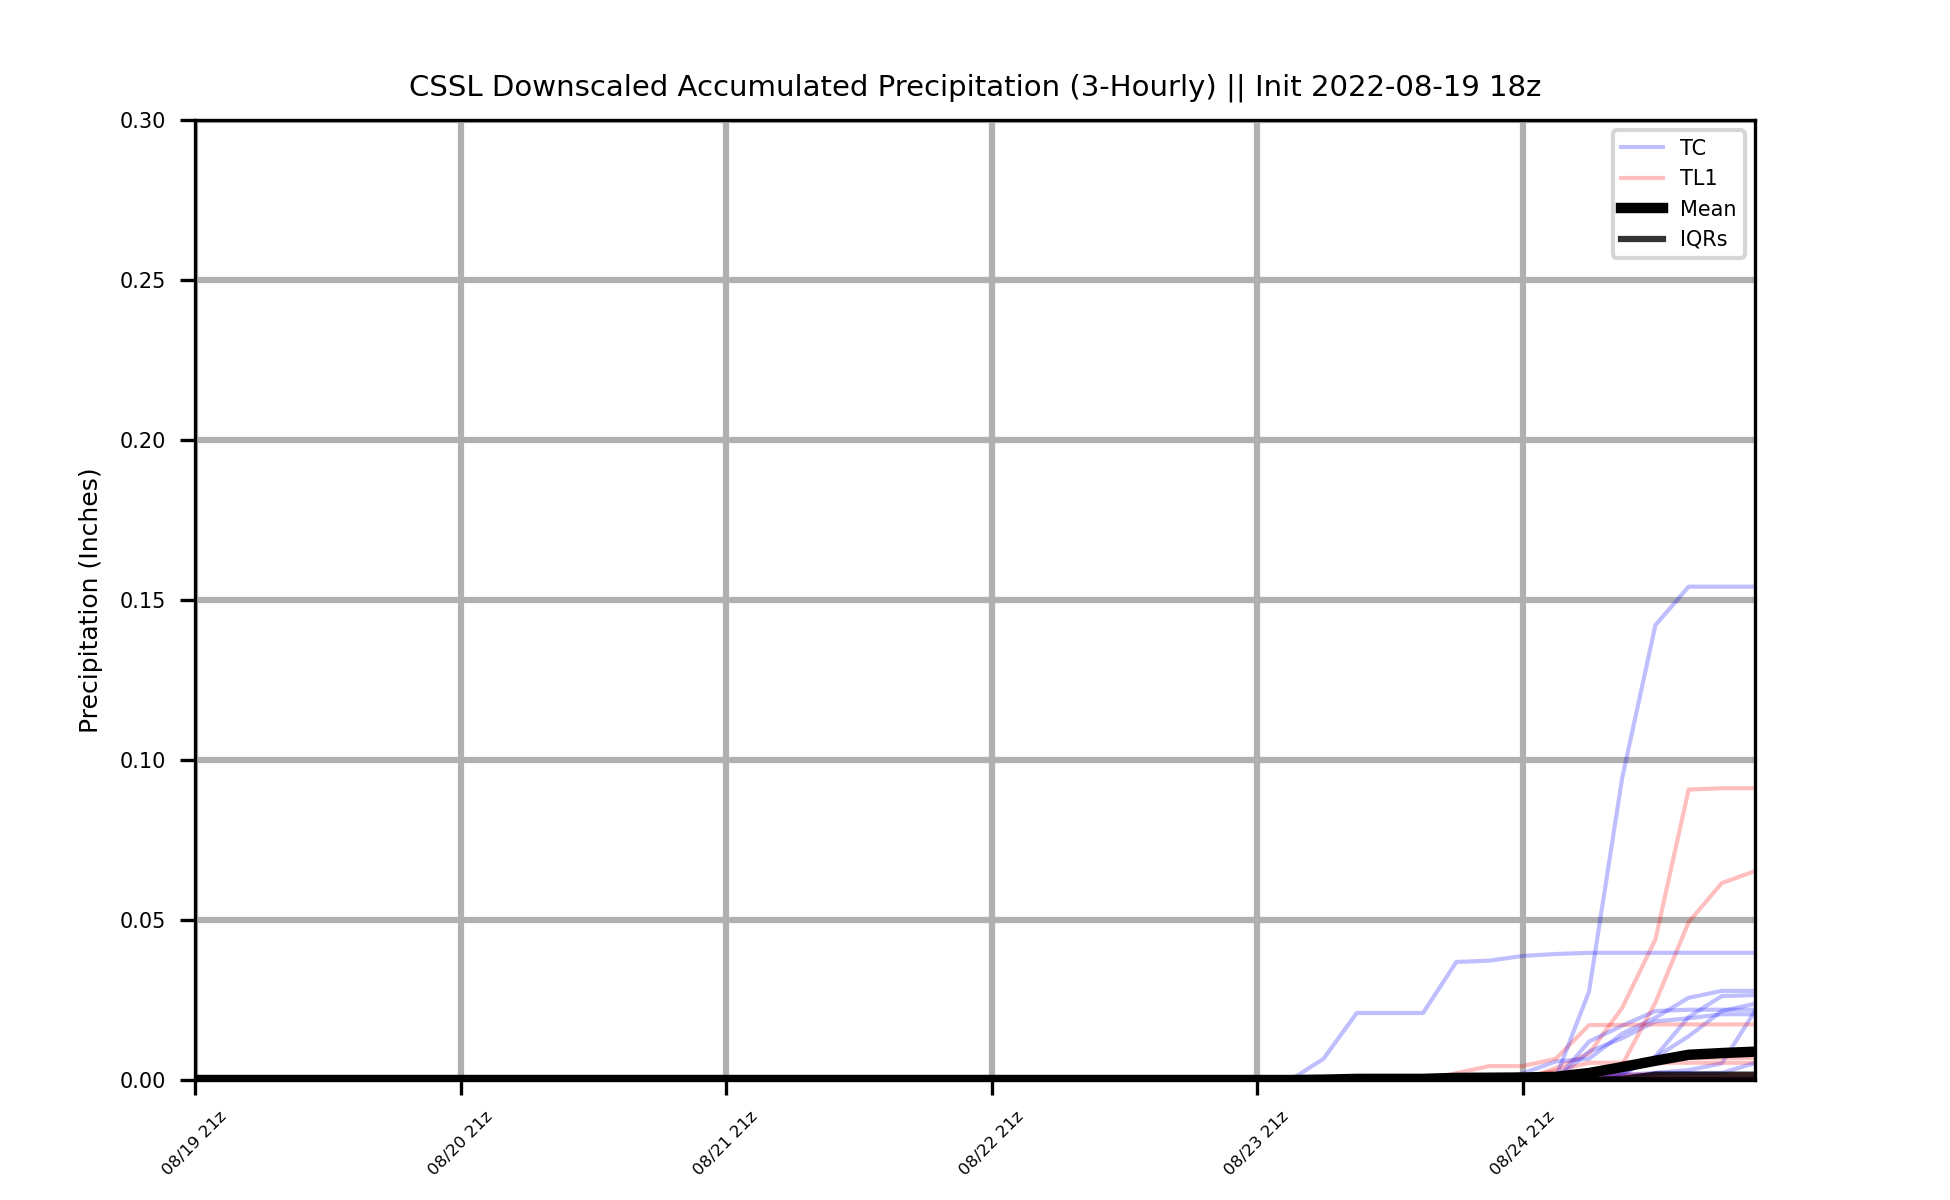 CSSL Downscaled Accumulated Precipitation (3-Hourly) || Init 2022-08-19 18z
TC
TL1
Mean
IQRs
Precipitation (Inches)
0.30
0.25
0.20
0.15
0.10
0.05
0.00
08/19 21z
08/20 21z
08/21 21z
08/22 21z
08/23 21z
08/24 21z